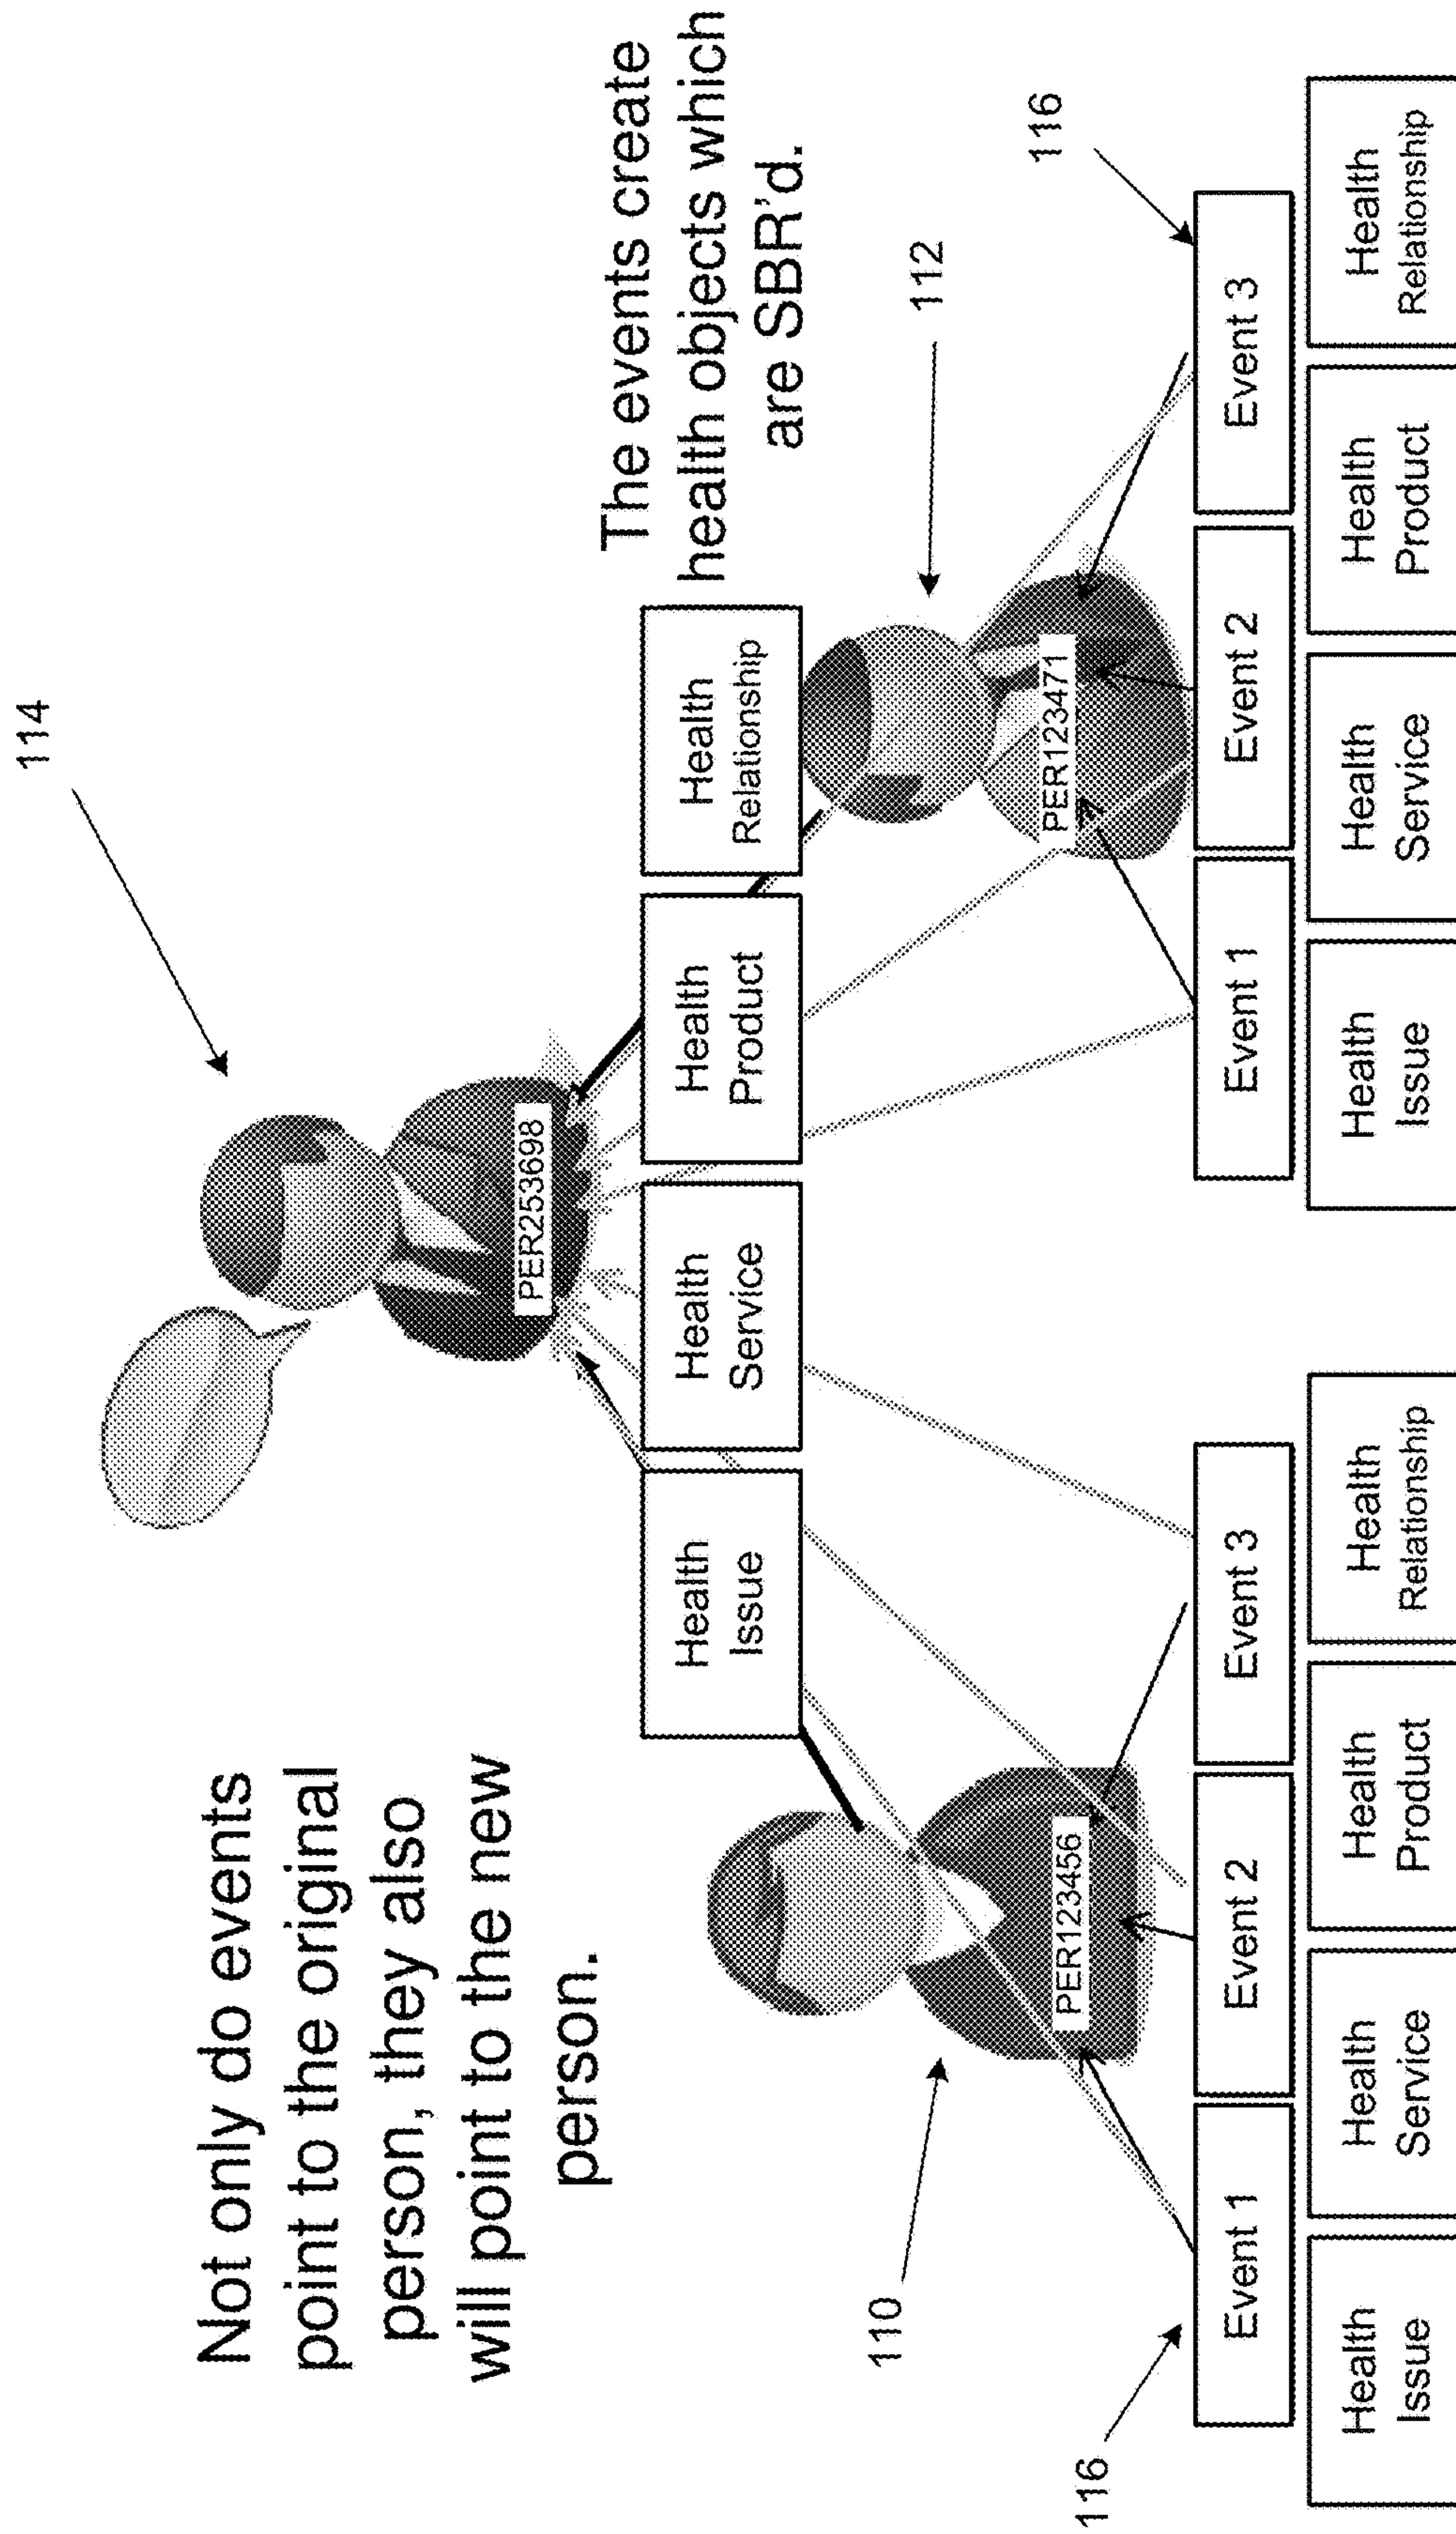 114
Not only do events
point to the original
person, they also
will point to the new
person.
PER253698
The events create
health objects which
are SBR'd.
Health
Issue
Health
Service
Health
Product
Health
Relationship
110
PER123456
112
PER123471
116
Event 1
Event 2
Event 3
Event 1
Event 2
Event 3
116
Health
Issue
Health
Service
Health
Product
Health
Relationship
Health
Issue
Health
Service
Health
Product
Health
Relationship